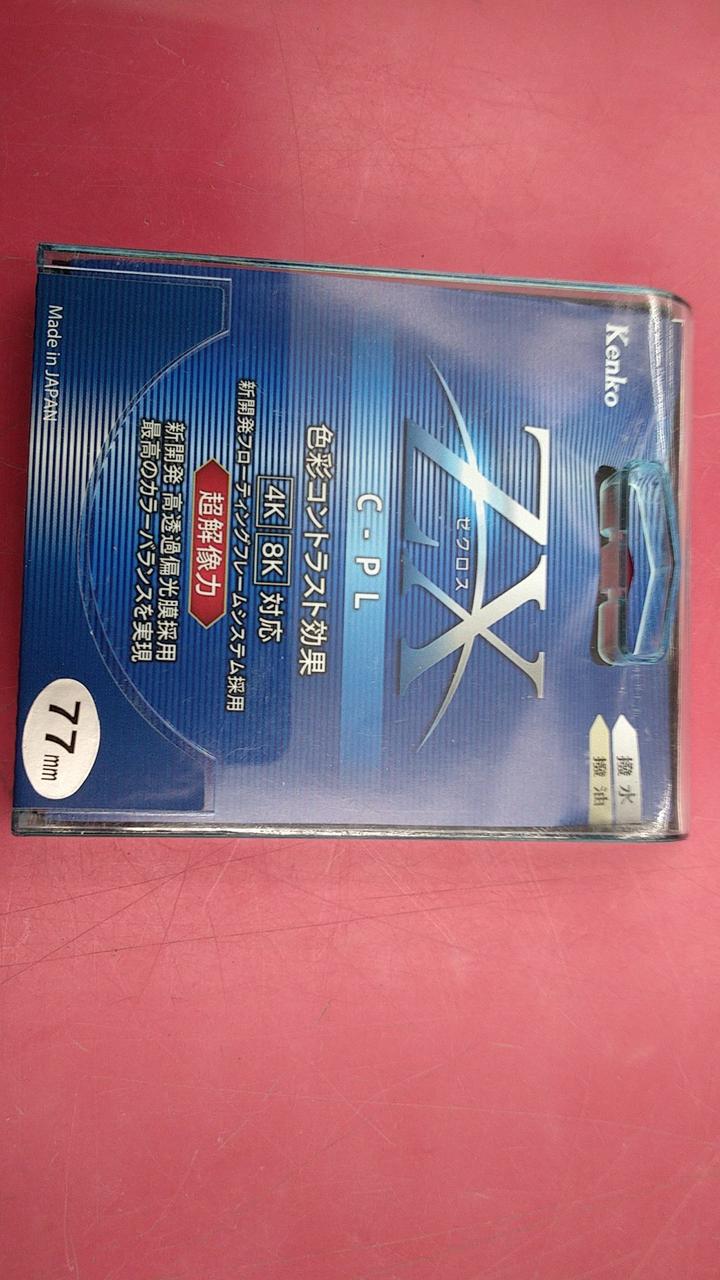 Kenko
撥水
撥油
ZX
ゼクロス
C-PL
色彩コントラスト効果
4K 8K 対応
新開発フローティングフレームシステム採用
超解像力
新開発 高透過偏光膜採用
最高のカラーバランスを実現
Made in JAPAN
77mm